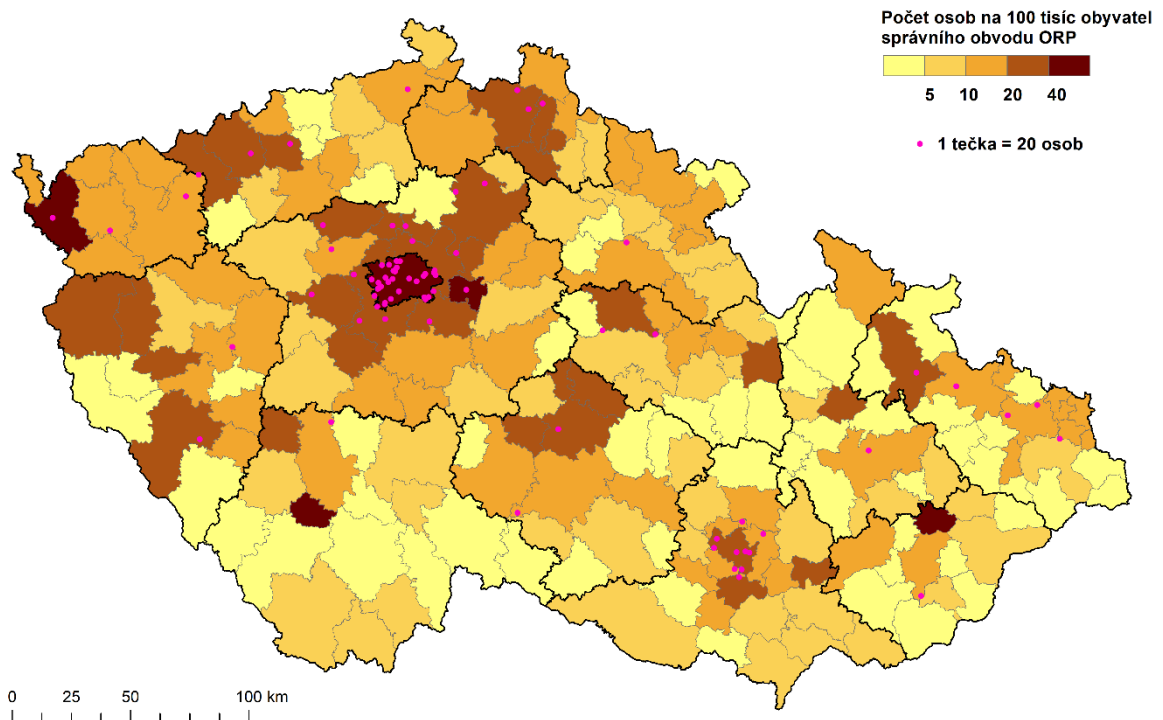 Počet osob na 100 tisíc obyvatel
správního obvodu ORP
5 10 20 40
1 tečka = 20 osob
0 25 50 100 km